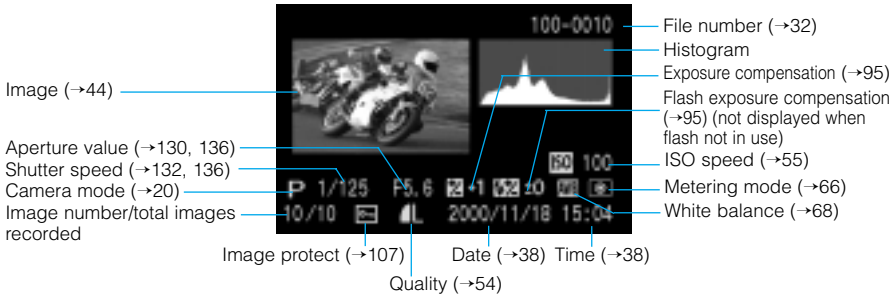 100-0010
File number (→32)
Histogram
Exposure compensation (→95)
Flash exposure compensation
(→95) (not displayed when
flash not in use)
ISO speed (→55)
Metering mode (→66)
White balance (→68)
Image (→44)
Aperture value (→130, 136)
Shutter speed (→132, 136)
Camera mode (→20)
Image number/total images
recorded
ISO 100
P 1/125 F5.6 +1 ±0
10/10 L 2000/11/18 15:04
Image protect (→107)
Date (→38)
Time (→38)
Quality (→54)